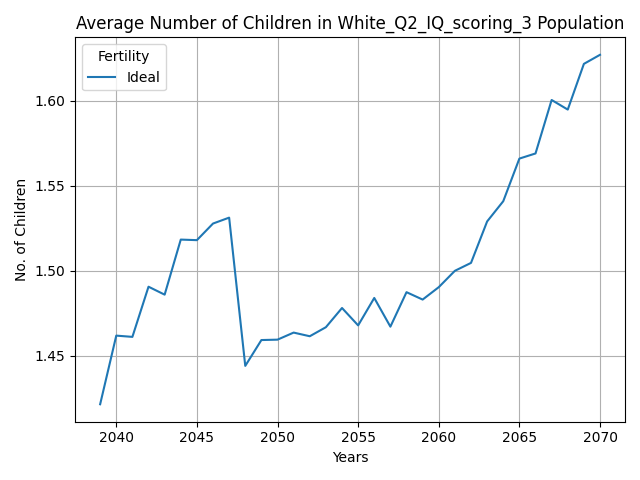 Average Number of Children in White_Q2_IQ_scoring_3 Population
Fertility
Ideal
No. of Children
1.60
1.55
1.50
1.45
2040 2045 2050 2055 2060 2065 2070
Years